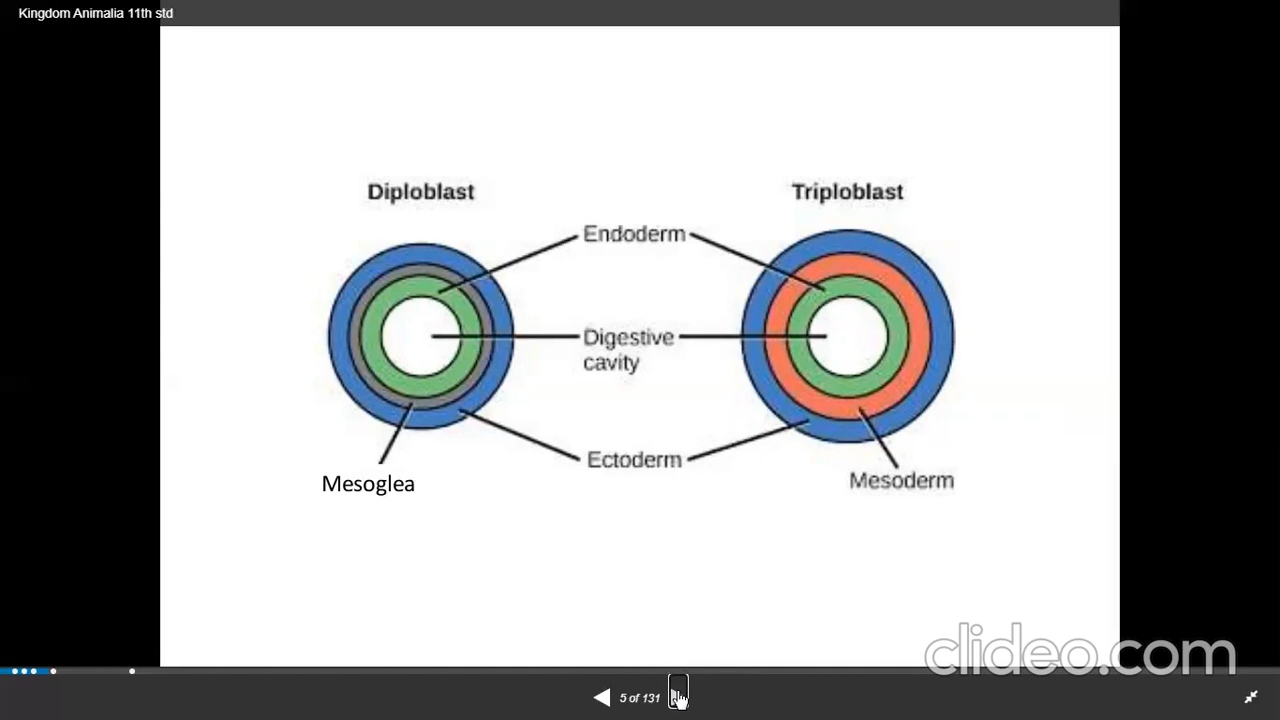 Kingdom Animalia 11th std
Diploblast
Triploblast
Endoderm
Digestive
cavity
Ectoderm
Mesoglea
Mesoderm
clideo.com
5 of 131